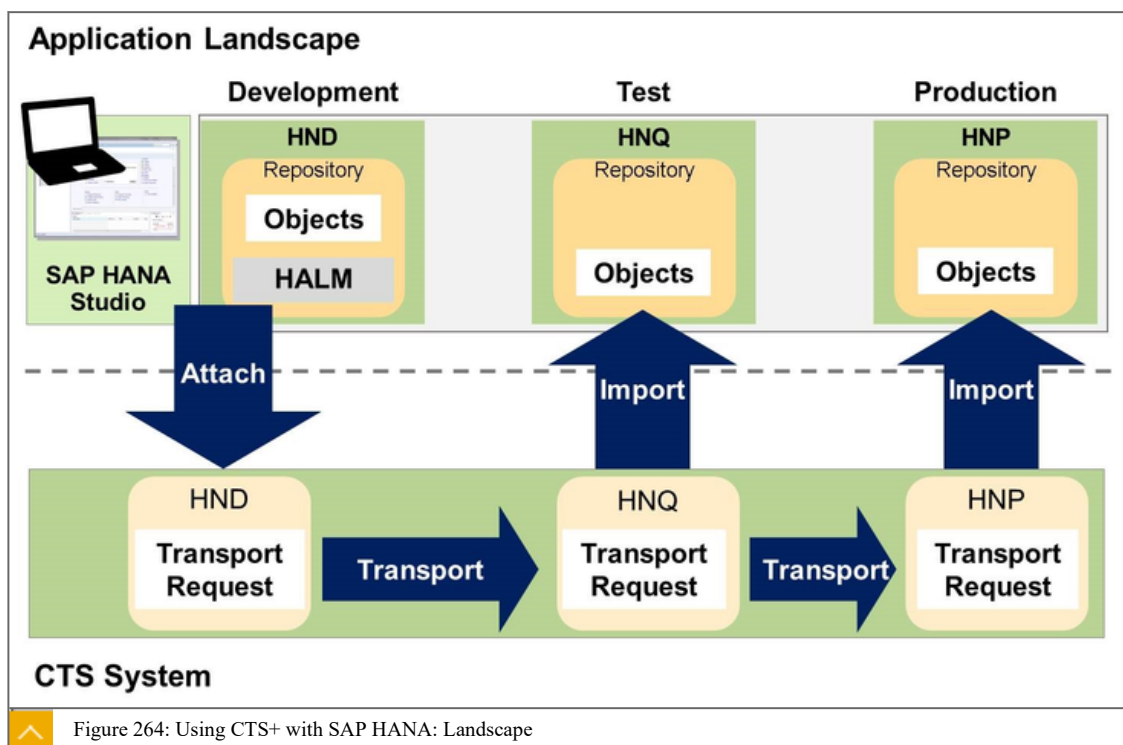 Application Landscape
Development
Test
Production
HND
Repository
Objects
HALM
HNQ
Repository
Objects
HNP
Repository
Objects
SAP HANA
Studio
Attach
Import
Import
HND
Transport
Request
Transport
HNQ
Transport
Request
Transport
HNP
Transport
Request
CTS System
Figure 264: Using CTS+ with SAP HANA: Landscape